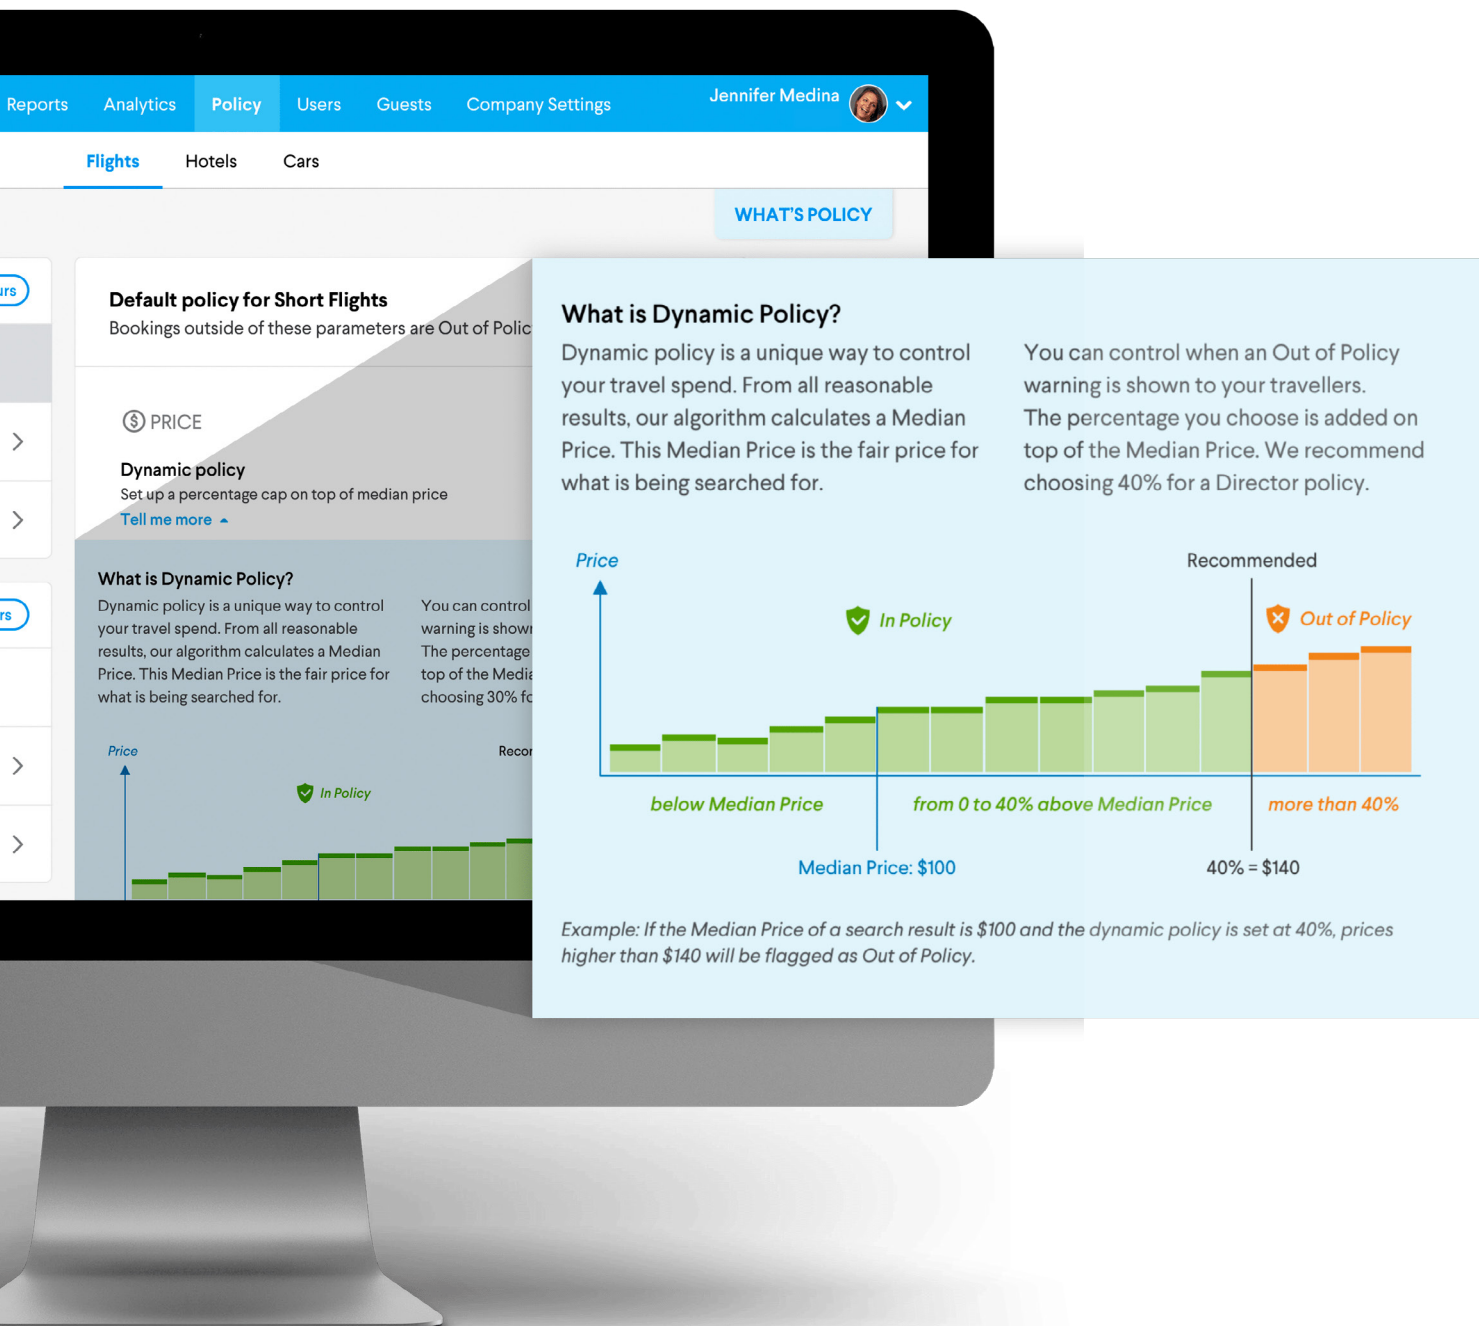 Reports Analytics Policy Users Guests Company Settings Jennifer Medina
Flights Hotels Cars
WHAT'S POLICY
Default policy for Short Flights
Bookings outside of these parameters are Out of Polic
PRICE
Dynamic policy
Set up a percentage cap on top of median price
Tell me more
What is Dynamic Policy?
Dynamic policy is a unique way to control
your travel spend. From all reasonable
results, our algorithm calculates a Median
Price. This Median Price is the fair price for
what is being searched for.
You can control
warning is shown
The percentage
top of the Media
choosing 30% fo
Price
Recor
In Policy
What is Dynamic Policy?
Dynamic policy is a unique way to control
your travel spend. From all reasonable
results, our algorithm calculates a Median
Price. This Median Price is the fair price for
what is being searched for.
You can control when an Out of Policy
warning is shown to your travellers.
The percentage you choose is added on
top of the Median Price. We recommend
choosing 40% for a Director policy.
Price
Recommended
In Policy
Out of Policy
below Median Price
from 0 to 40% above Median Price
more than 40%
Median Price: $100
40% = $140
Example: If the Median Price of a search result is $100 and the dynamic policy is set at 40%, prices
higher than $140 will be flagged as Out of Policy.